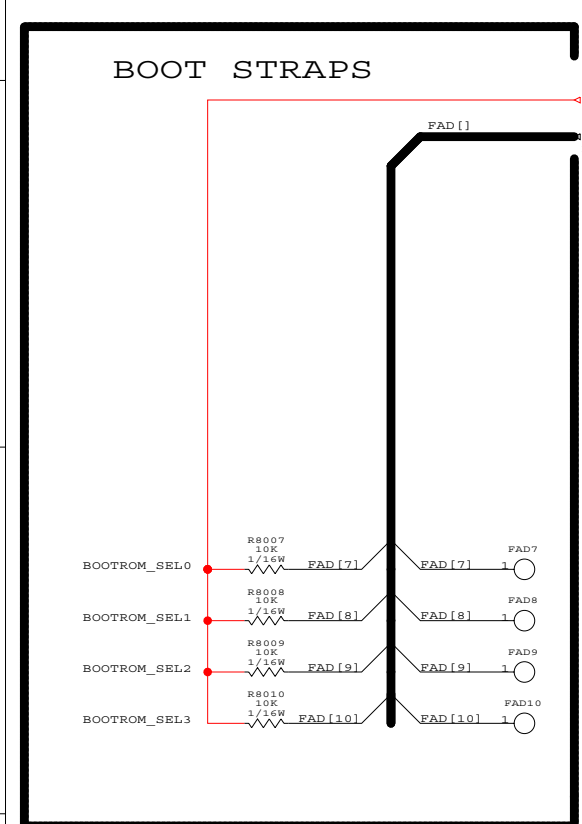 BOOT STRAPS
FAD[]
R8007
10K
1/16W
BOOTROM_SEL0
FAD[7]
FAD[7]
1
FAD7
R8008
10K
1/16W
BOOTROM_SEL1
FAD[8]
FAD[8]
1
FAD8
R8009
10K
1/16W
BOOTROM_SEL2
FAD[9]
FAD[9]
1
FAD9
R8010
10K
1/16W
BOOTROM_SEL3
FAD[10]
FAD[10]
1
FAD10